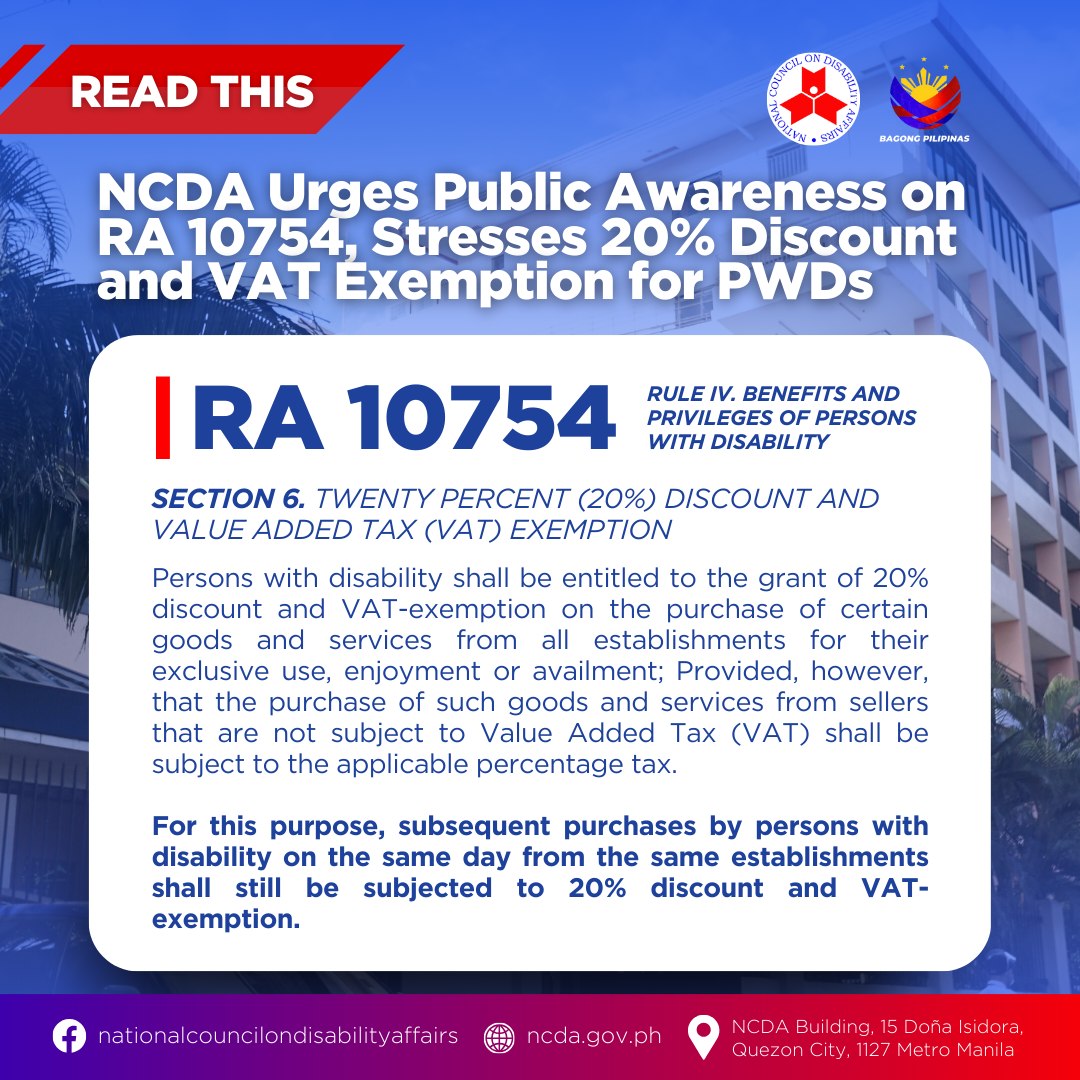 READ THIS
NATIONAL COUNCIL ON DISABILITY AFFAIRS
BAGONG PILIPINAS
NCDA Urges Public Awareness on
RA 10754, Stresses 20% Discount
and VAT Exemption for PWDs
RA 10754
RULE IV. BENEFITS AND
PRIVILEGES OF PERSONS
WITH DISABILITY
SECTION 6. TWENTY PERCENT (20%) DISCOUNT AND
VALUE ADDED TAX (VAT) EXEMPTION
Persons with disability shall be entitled to the grant of 20%
discount and VAT-exemption on the purchase of certain
goods and services from all establishments for their
exclusive use, enjoyment or availment; Provided, however,
that the purchase of such goods and services from sellers
that are not subject to Value Added Tax (VAT) shall be
subject to the applicable percentage tax.
For this purpose, subsequent purchases by persons with
disability on the same day from the same establishments
shall still be subjected to 20% discount and VAT-
exemption.
nationalcouncilondisabilityaffairs
ncda.gov.ph
NCDA Building, 15 Doña Isidora,
Quezon City, 1127 Metro Manila